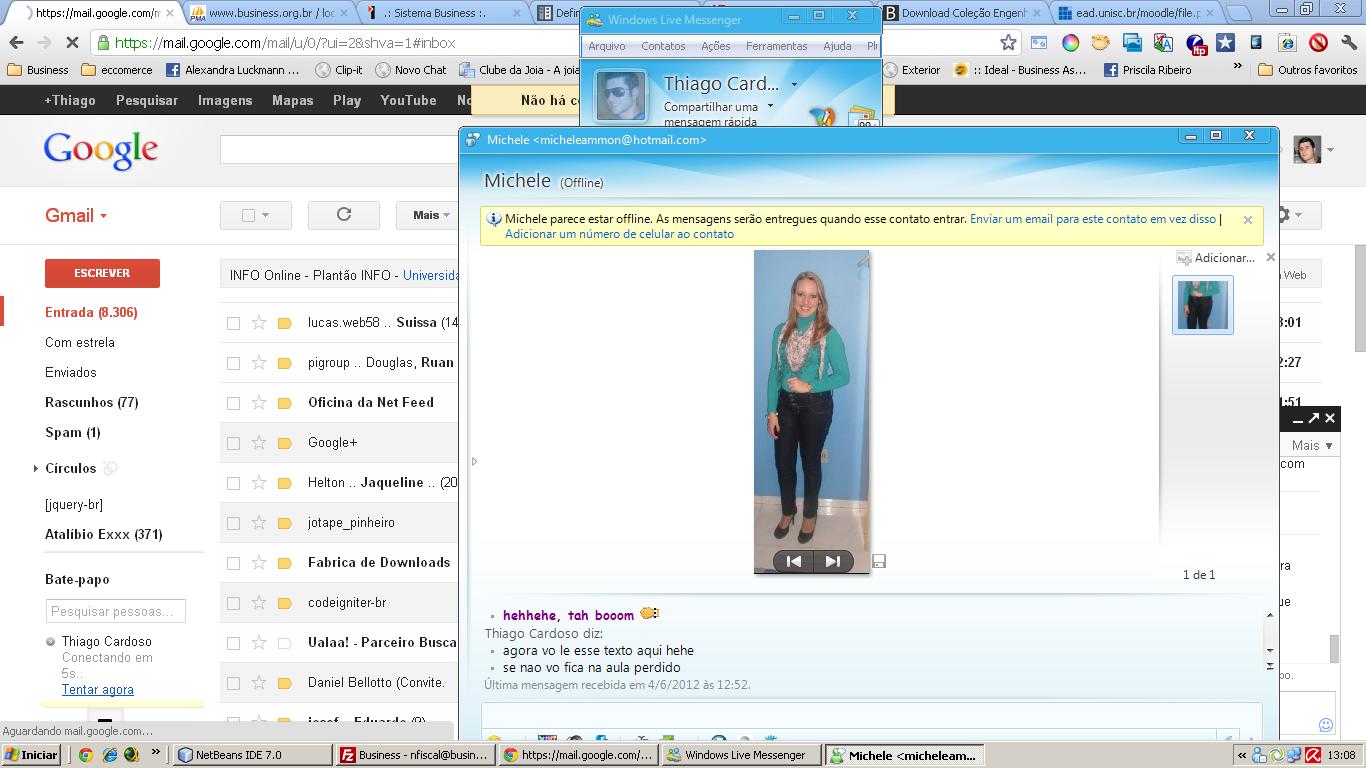 https://mail.google.com/m
www.business.org.br / loc
.: Sistema Business :.
Defin
Download Coleção Engenh
ead.unisc.br/moodle/file.p
Windows Live Messenger
https://mail.google.com/mail/u/0/?ui=2&shva=1#inbox
Arquivo Contatos Ações Ferramentas Ajuda
Business
eccomerce
Alexandra Luckmann ...
Clip-it
Novo Chat
Clube da Joia - A joia
Exterior
:: Ideal - Business As...
Priscila Ribeiro
Outros favoritos
Thiago Card...
Compartilhar uma
mensagem rápida
+Thiago Pesquisar Imagens Mapas Play YouTube
Não há co
Google
Michele <micheleammon@hotmail.com>
Michele (Offline)
Michele parece estar offline. As mensagens serão entregues quando esse contato entrar. Enviar um email para este contato em vez disso |
Adicionar um número de celular ao contato
Gmail
Mais
ESCREVER
INFO Online - Plantão INFO - Universida
Web
Adicionar...
Entrada (8.306)
Com estrela
Enviados
Rascunhos (77)
Spam (1)
Círculos
[jquery-br]
Atalíbio Exxx (371)
lucas.web58 .. Suissa (14
3:01
pigroup .. Douglas, Ruan
2:27
Oficina da Net Feed
:51
Google+
Mais ▼
com
Helton .. Jaqueline .. (20
jotape_pinheiro
Fabrica de Downloads
codeigniter-br
Ualaa! - Parceiro Busca
Daniel Bellotto (Convite.
josef .. Eduardo (9)
Bate-papo
Pesquisar pessoas...
Thiago Cardoso
Conectando em
5s..
Tentar agora
1 de 1
hehhehe, tah booom
Thiago Cardoso diz:
agora vo le esse texto aqui hehe
se nao vo fica na aula perdido
Última mensagem recebida em 4/6/2012 às 12:52.
Aguardando mail.google.com...
Iniciar
NetBeans IDE 7.0
Business - nfiscal@busin...
https://mail.google.com/...
Windows Live Messenger
Michele <micheleam...
13:08